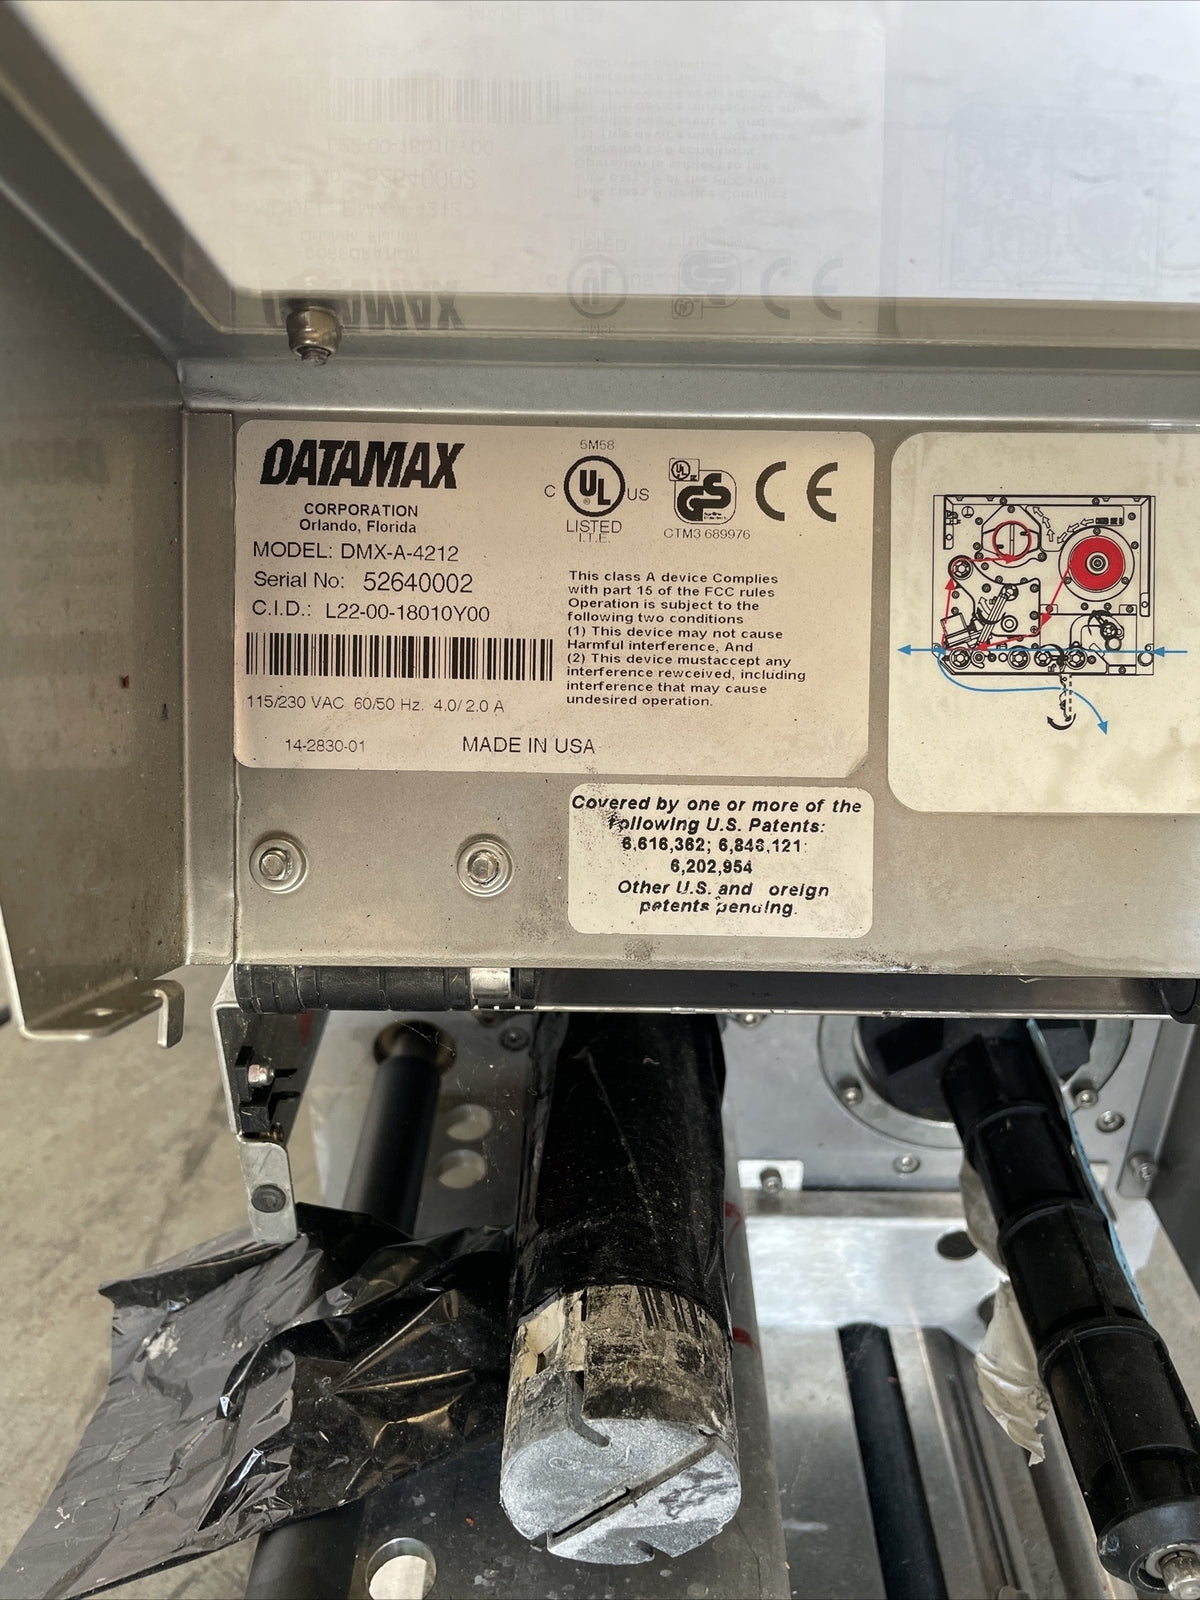 DATAMAX
CORPORATION
Orlando, Florida
MODEL: DMX-A-4212
Serial No: 52640002
C.I.D.: L22-00-18010Y00
115/230 VAC 60/50 Hz. 4.0/ 2.0 A
14-2830-01
MADE IN USA
5M58
C UL US
®
LISTED
I.T.E.
UL
GS
CTM3 689976
CE
This class A device Complies
with part 15 of the FCC rules
Operation is subject to the
following two conditions
(1) This device may not cause
Harmful interference, And
(2) This device mustaccept any
interference rewceived, including
interference that may cause
undesired operation.
Covered by one or more of the
following U.S. Patents:
6,616,362; 6,848,121:
6,202,954
Other U.S. and oreign
patents pending.